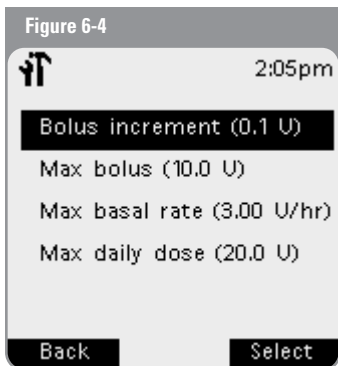 Figure 6-4
2:05pm
Bolus increment (0.1 U)
Max bolus (10.0 U)
Max basal rate (3.00 U/hr)
Max daily dose (20.0 U)
Back Select